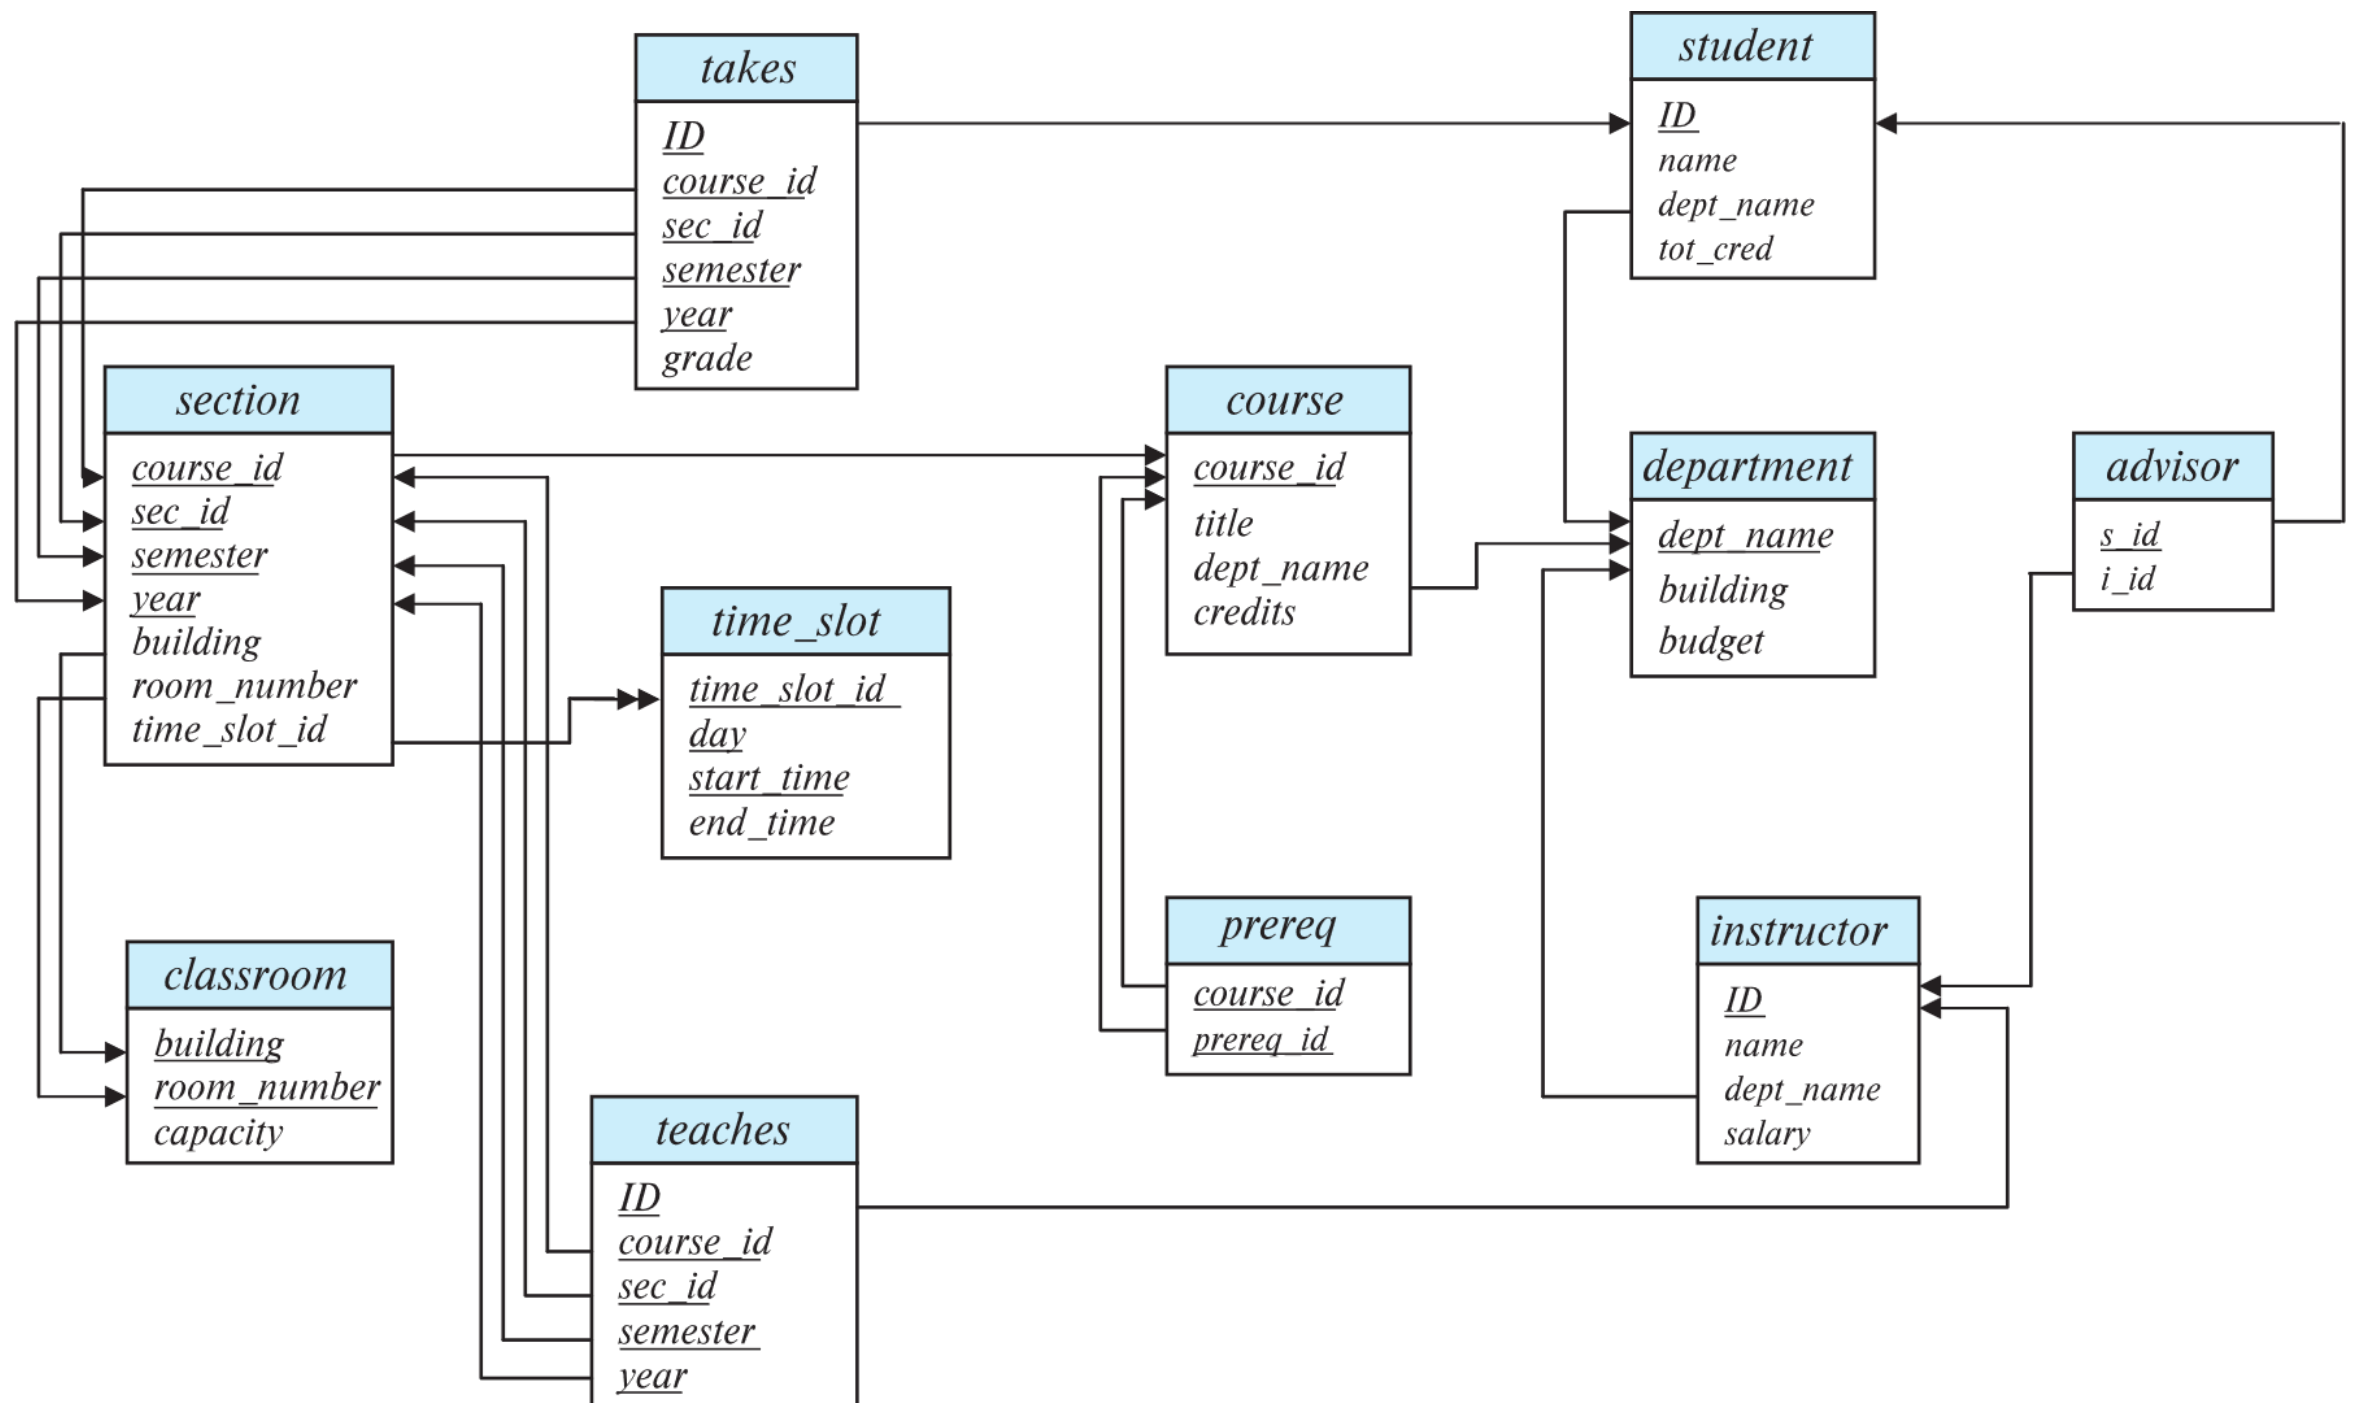 takes
ID
course_id
sec_id
semester
year
grade
student
ID
name
dept_name
tot_cred
section
course_id
sec_id
semester
year
building
room_number
time_slot_id
course
course_id
title
dept_name
credits
department
dept_name
building
budget
advisor
s_id
i_id
time_slot
time_slot_id
day
start_time
end_time
classroom
building
room_number
capacity
prereq
course_id
prereq_id
instructor
ID
name
dept_name
salary
teaches
ID
course_id
sec_id
semester
year